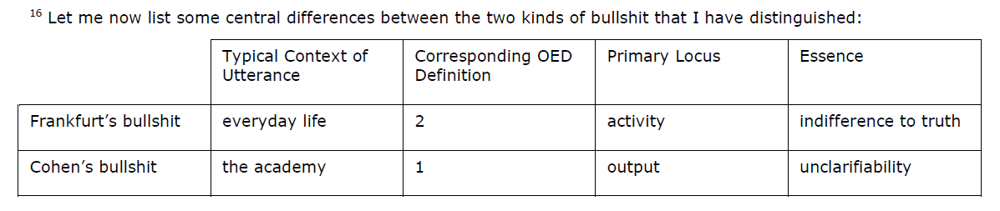 16 Let me now list some central differences between the two kinds of bullshit that I have distinguished:
Typical Context of Utterance | Corresponding OED Definition | Primary Locus | Essence
Frankfurt’s bullshit | everyday life | 2 | activity | indifference to truth
Cohen’s bullshit | the academy | 1 | output | unclarifiability